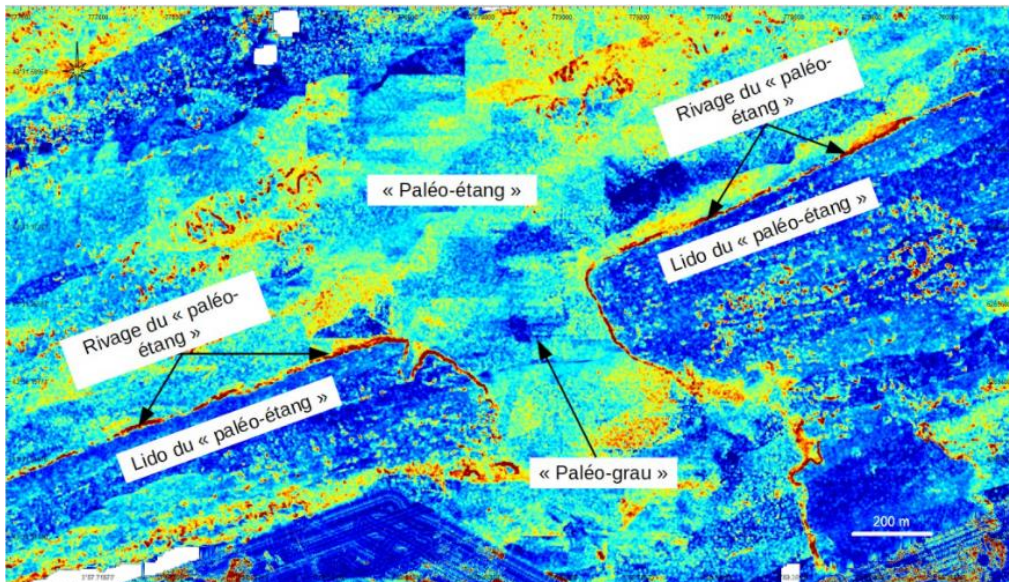 Rivage du « paléo-
étang »
« Paléo-étang »
Lido du « paléo-étang »
Rivage du « paléo-
étang »
Lido du « paléo-étang »
« Paléo-grau »
200 m